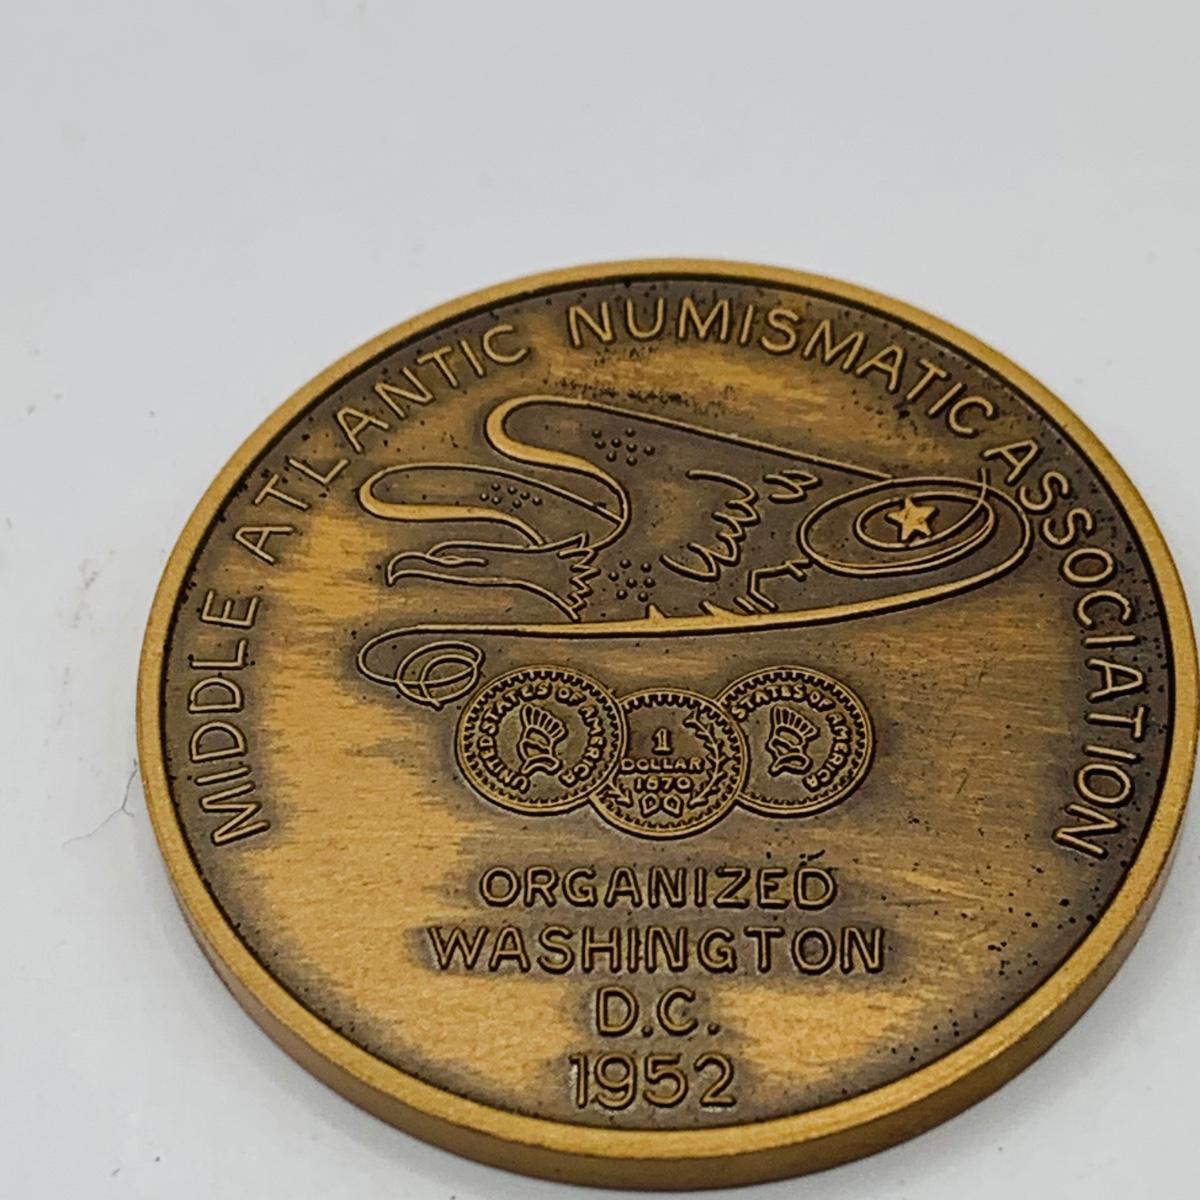 MIDDLE ATLANTIC NUMISMATIC ASSOCIATION
UNITED STATES OF AMERICA
1
DOLLAR
1870
STATES OF AMERICA
ORGANIZED
WASHINGTON
D.C.
1952